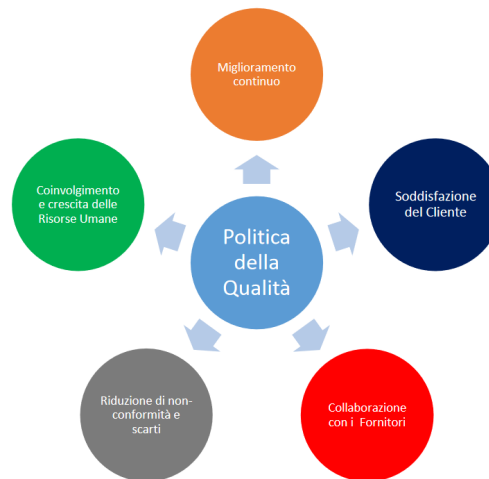 Miglioramento
continuo
Coinvolgimento
e crescita delle
Risorse Umane
Soddisfazione
del Cliente
Politica
della
Qualità
Riduzione di non-
conformità e
scarti
Collaborazione
con i Fornitori